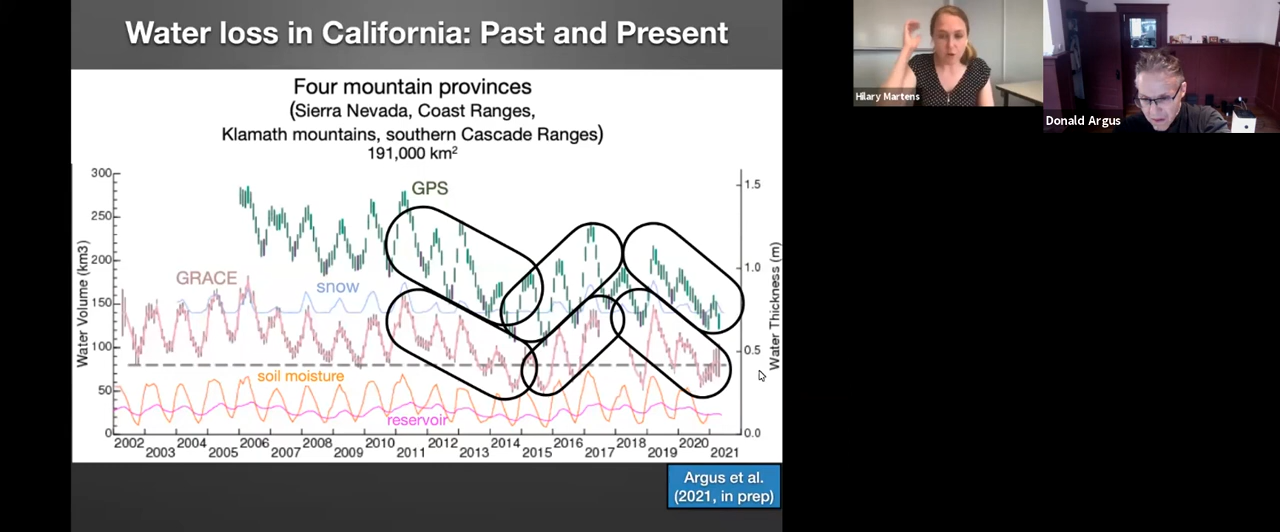 Water loss in California: Past and Present
Four mountain provinces
(Sierra Nevada, Coast Ranges,
Klamath mountains, southern Cascade Ranges)
191,000 km²
Water Volume (km3)
300
250
200
150
100
50
0
GPS
GRACE
snow
soil moisture
reservoir
1.5
1.0
0.5
0.0
Water Thickness (m)
2002 2004 2006 2008 2010 2012 2014 2016 2018 2020
2003 2005 2007 2009 2011 2013 2015 2017 2019 2021
Argus et al.
(2021, in prep)
Hilary Martens
Donald Argus